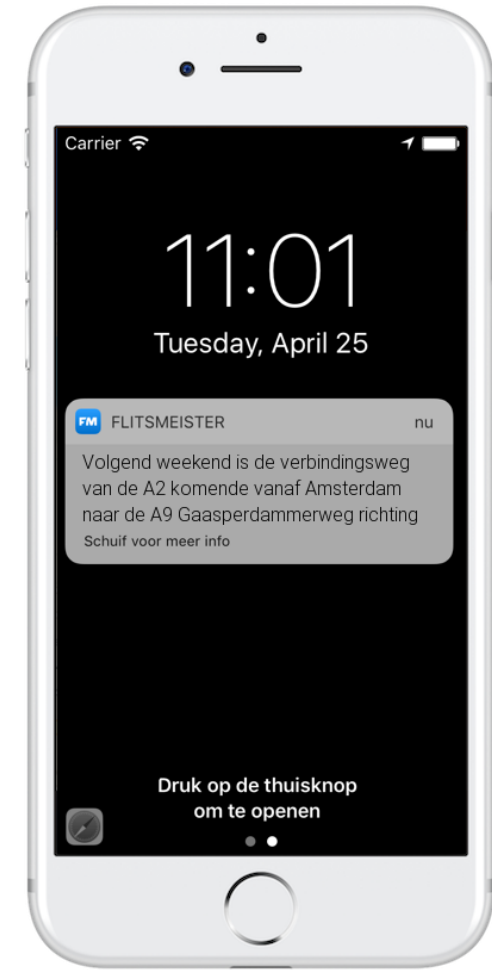 Carrier
11:01
Tuesday, April 25
FM FLITSMEISTER nu
Volgend weekend is de verbindingsweg
van de A2 komende vanaf Amsterdam
naar de A9 Gaasperdammerweg richting
Schuif voor meer info
Druk op de thuisknop
om te openen